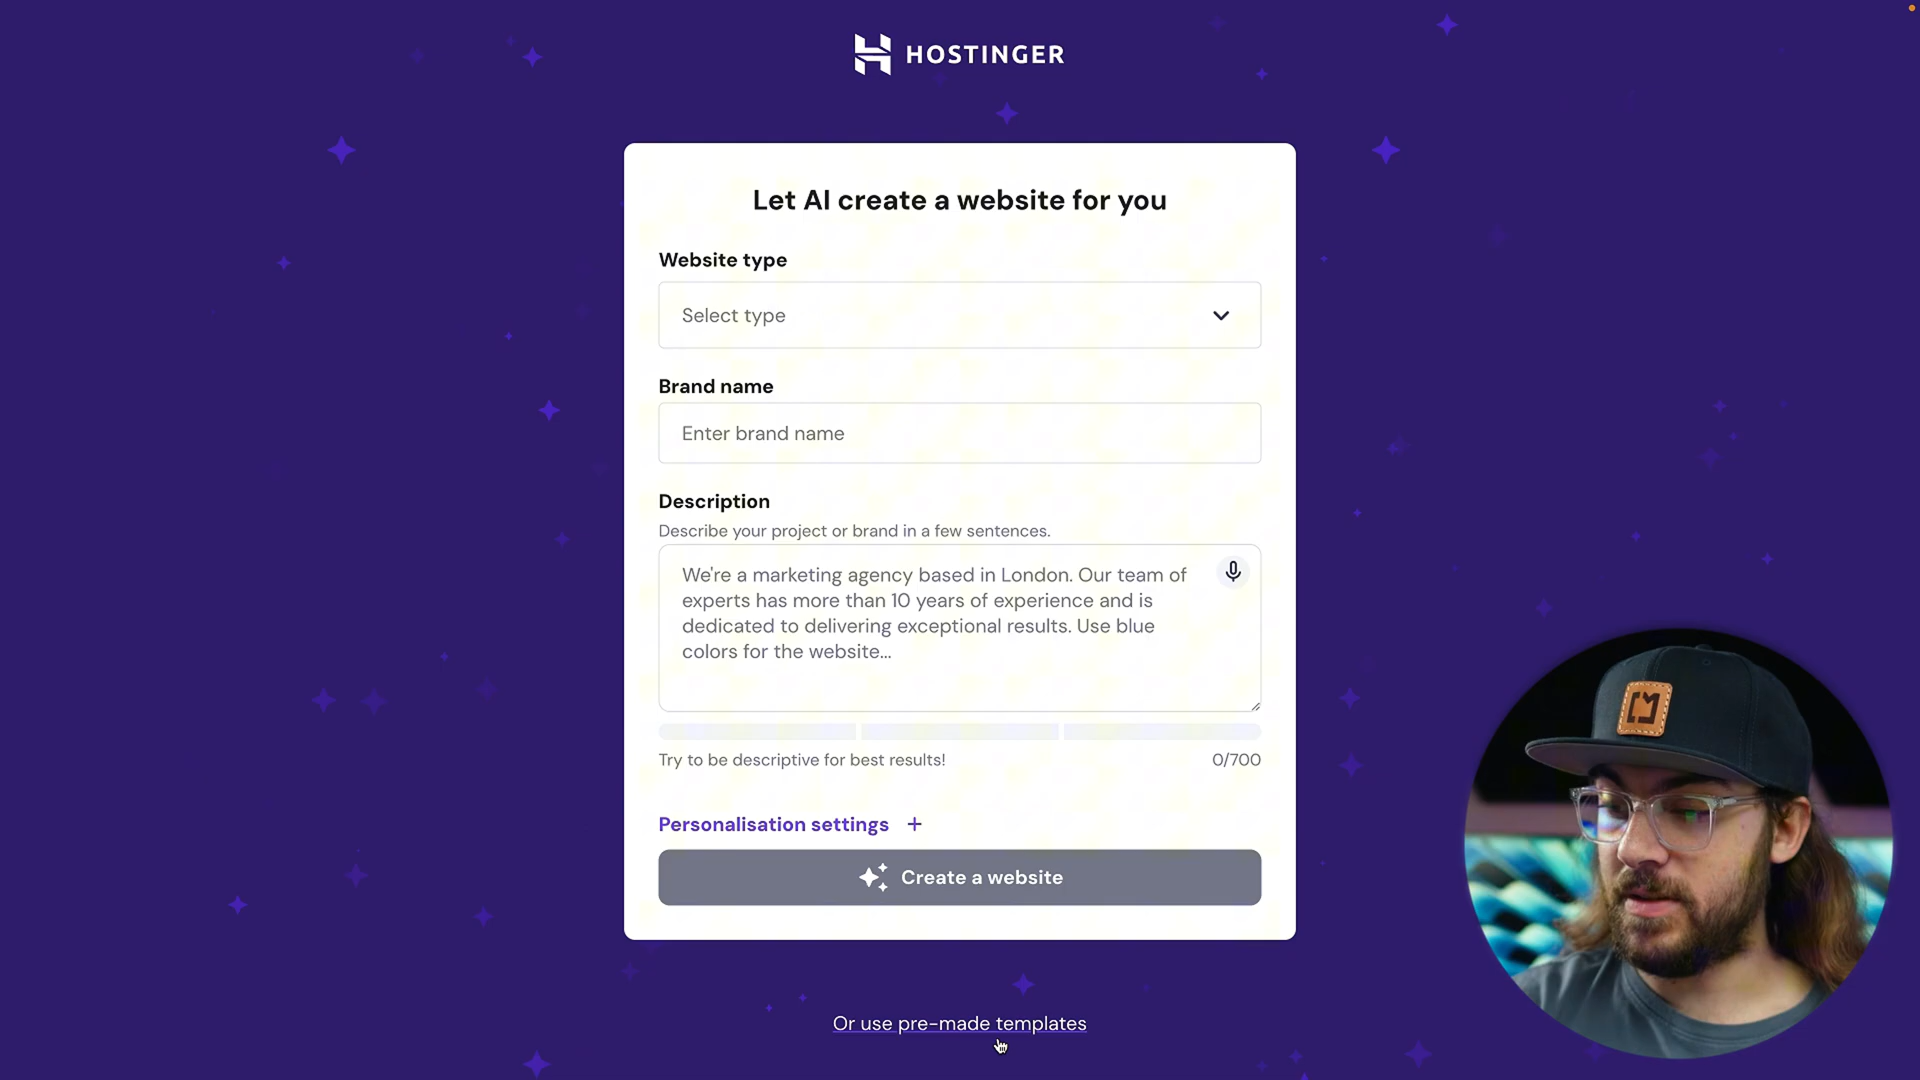 HOSTINGER
Let AI create a website for you
Website type
Select type
Brand name
Enter brand name
Description
Describe your project or brand in a few sentences.
We're a marketing agency based in London. Our team of
experts has more than 10 years of experience and is
dedicated to delivering exceptional results. Use blue
colors for the website...
Try to be descriptive for best results!
0/700
Personalisation settings +
Create a website
Or use pre-made templates